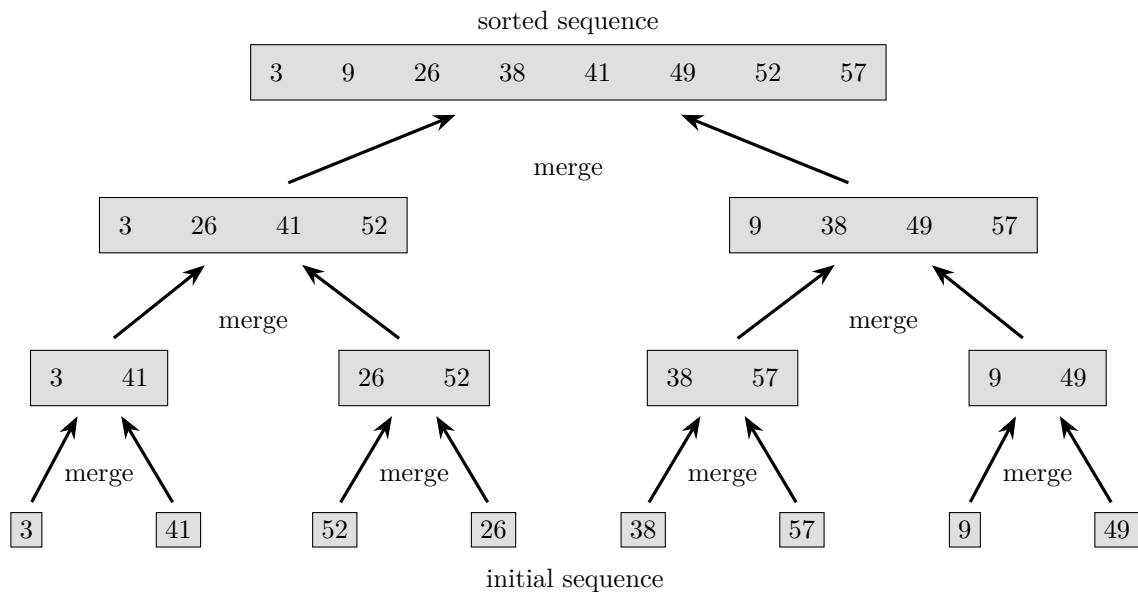 sorted sequence
3 9 26 38 41 49 52 57
merge
3 26 41 52 9 38 49 57
merge merge
3 41 26 52 38 57 9 49
merge merge merge merge
3 41 52 26 38 57 9 49
initial sequence